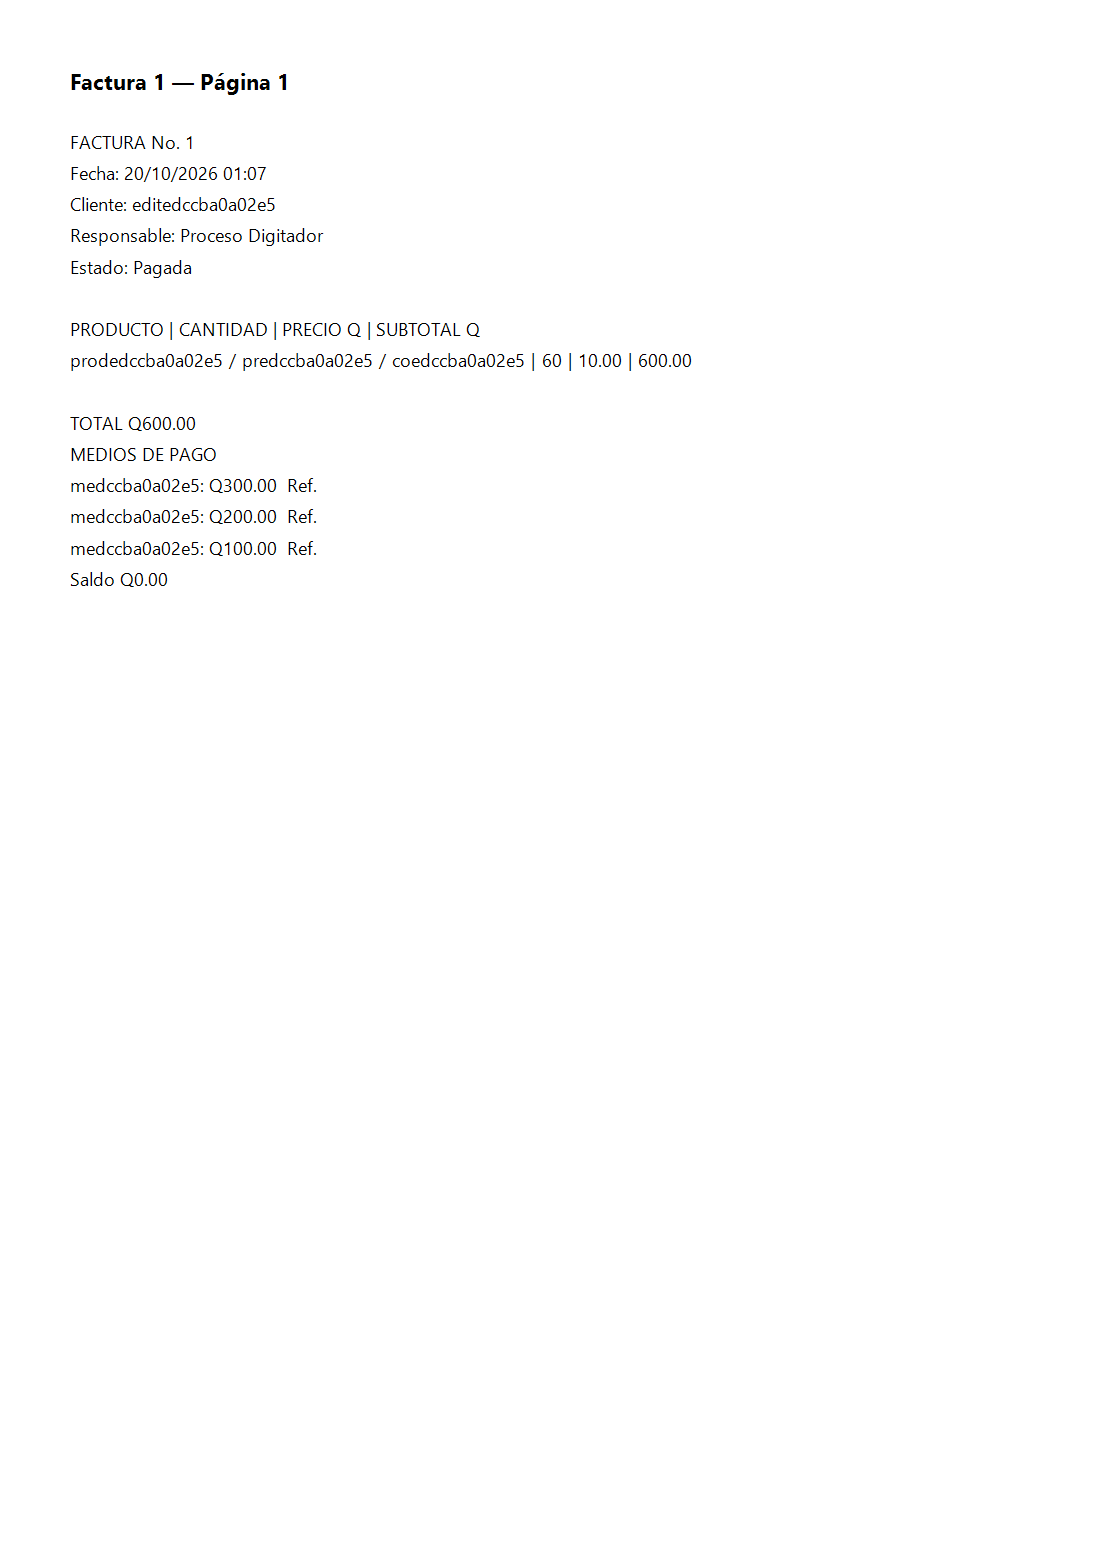 Factura 1 — Página 1
FACTURA No. 1
Fecha: 20/10/2026 01:07
Cliente: editedccba0a02e5
Responsable: Proceso Digitador
Estado: Pagada
PRODUCTO | CANTIDAD | PRECIO Q | SUBTOTAL Q
prodedccba0a02e5 / predccba0a02e5 / coedccba0a02e5 | 60 | 10.00 | 600.00
TOTAL Q600.00
MEDIOS DE PAGO
medccba0a02e5: Q300.00  Ref.
medccba0a02e5: Q200.00  Ref.
medccba0a02e5: Q100.00  Ref.
Saldo Q0.00